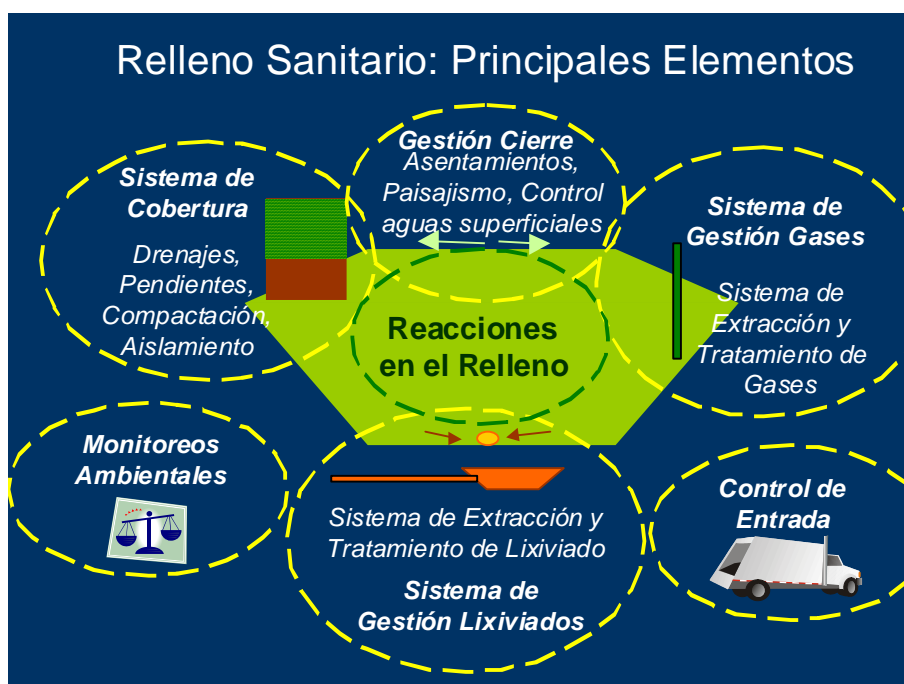 Relleno Sanitario: Principales Elementos
Gestión Cierre
Asentamientos,
Paisajismo, Control
aguas superficiales
Sistema de
Cobertura
Drenajes,
Pendientes,
Compactación,
Aislamiento
Sistema de
Gestión Gases
Sistema de
Extracción y
Tratamiento de
Gases
Reacciones
en el Relleno
Monitoreos
Ambientales
Sistema de Extracción y
Tratamiento de Lixiviado
Sistema de
Gestión Lixiviados
Control de
Entrada